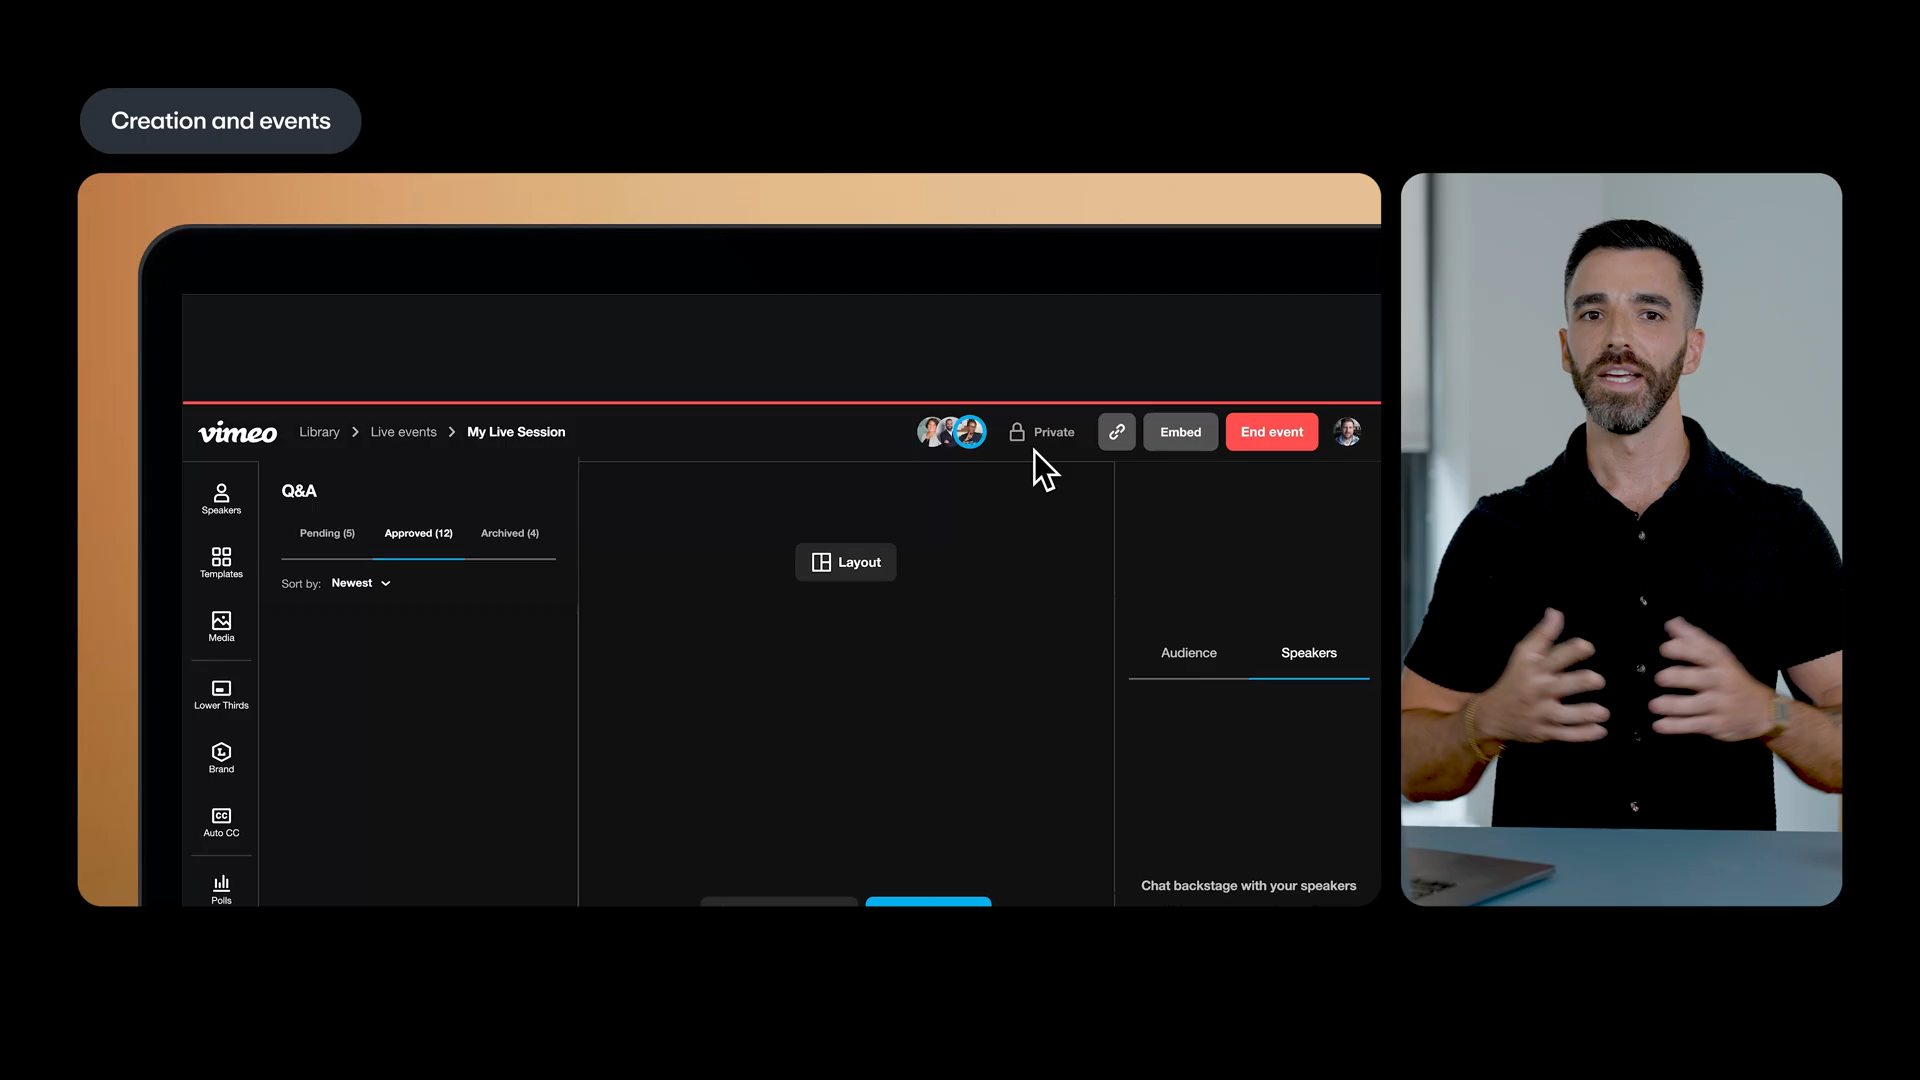 Creation and events
vimeo Library > Live events > My Live Session
Private
Embed
End event
Speakers
Templates
Media
Lower Thirds
Brand
CC
Auto CC
Polls
Q&A
Pending (5) Approved (12) Archived (4)
Sort by: Newest
Layout
Audience Speakers
Chat backstage with your speakers